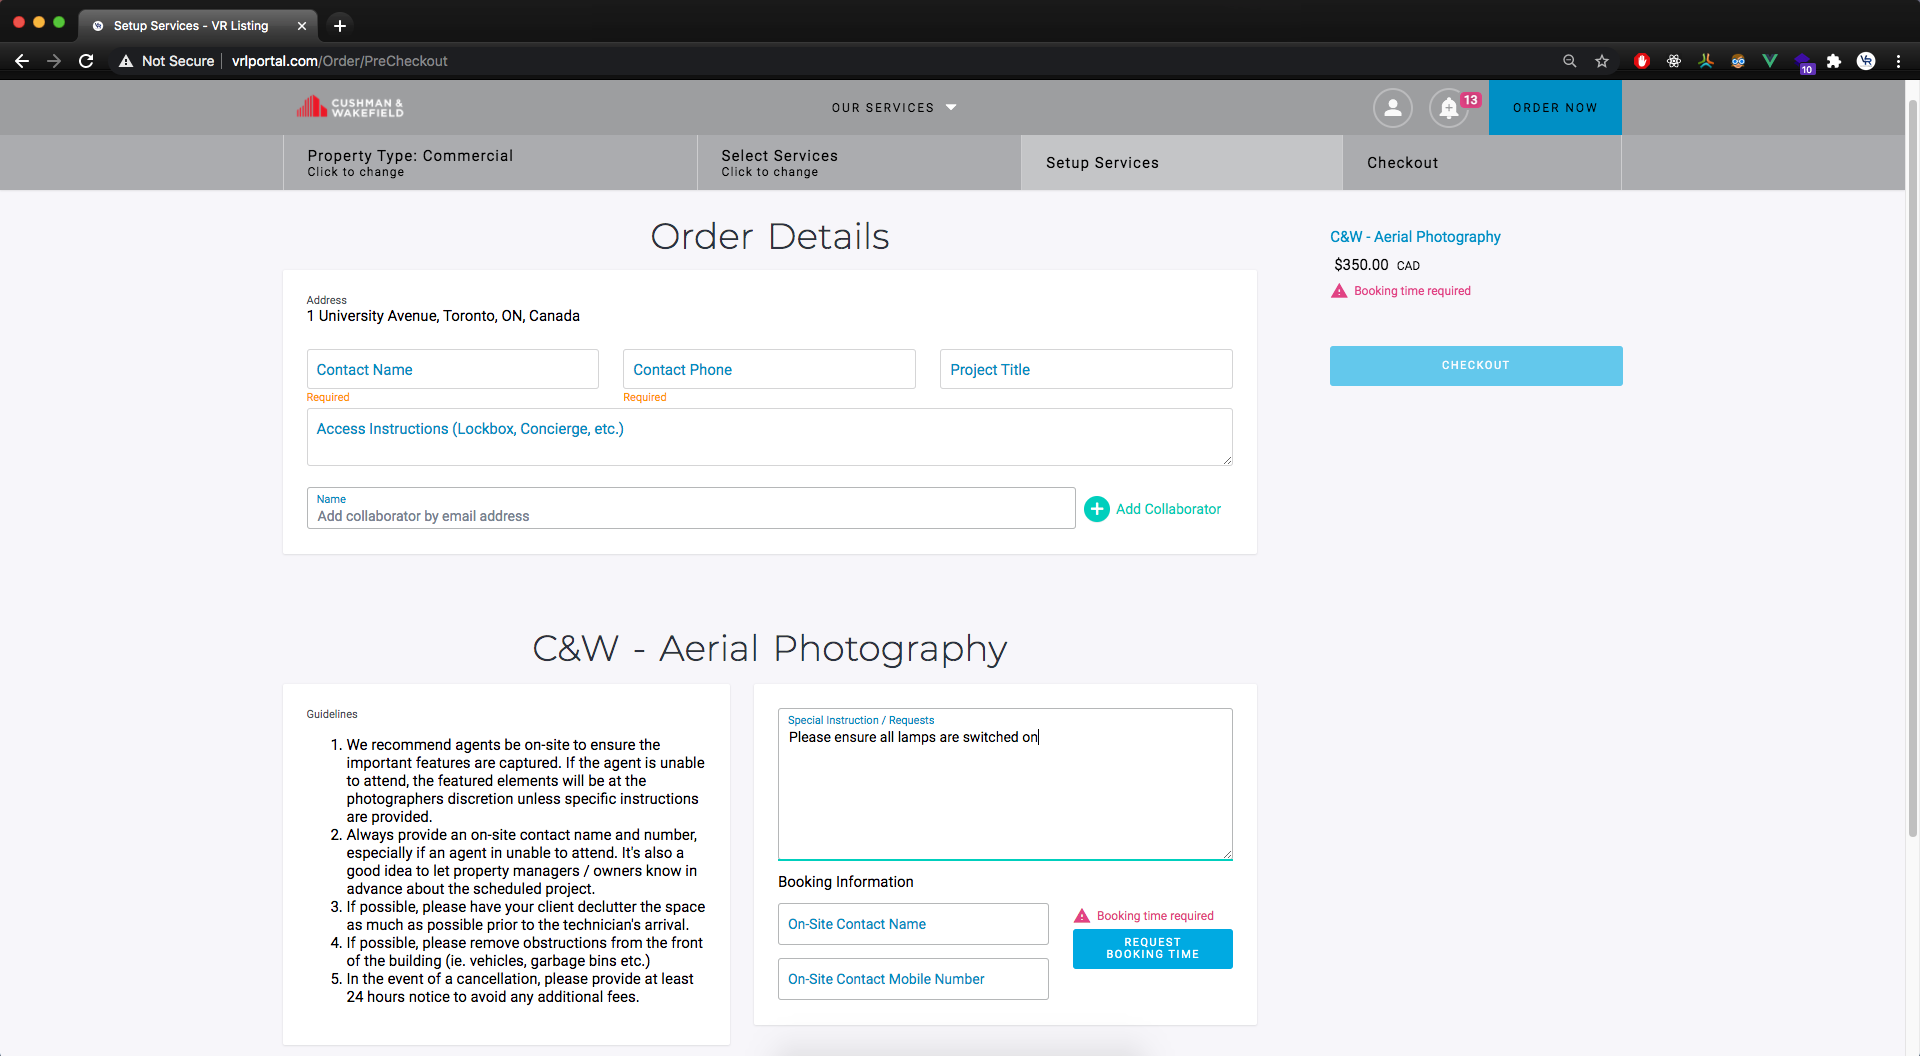 Setup Services - VR Listing
Not Secure
vrlportal.com/Order/PreCheckout
10
CUSHMAN &
WAKEFIELD
OUR SERVICES
13
ORDER NOW
Property Type: Commercial
Click to change
Select Services
Click to change
Setup Services
Checkout
Order Details
Address
1 University Avenue, Toronto, ON, Canada
Contact Name
Required
Contact Phone
Required
Project Title
Access Instructions (Lockbox, Concierge, etc.)
Name
Add collaborator by email address
Add Collaborator
C&W - Aerial Photography
$350.00 CAD
Booking time required
CHECKOUT
C&W - Aerial Photography
Guidelines
1. We recommend agents be on-site to ensure the
important features are captured. If the agent is unable
to attend, the featured elements will be at the
photographers discretion unless specific instructions
are provided.
2. Always provide an on-site contact name and number,
especially if an agent in unable to attend. It's also a
good idea to let property managers / owners know in
advance about the scheduled project.
3. If possible, please have your client declutter the space
as much as possible prior to the technician's arrival.
4. If possible, please remove obstructions from the front
of the building (ie. vehicles, garbage bins etc.)
5. In the event of a cancellation, please provide at least
24 hours notice to avoid any additional fees.
Special Instruction / Requests
Please ensure all lamps are switched on
Booking Information
On-Site Contact Name
On-Site Contact Mobile Number
Booking time required
REQUEST
BOOKING TIME